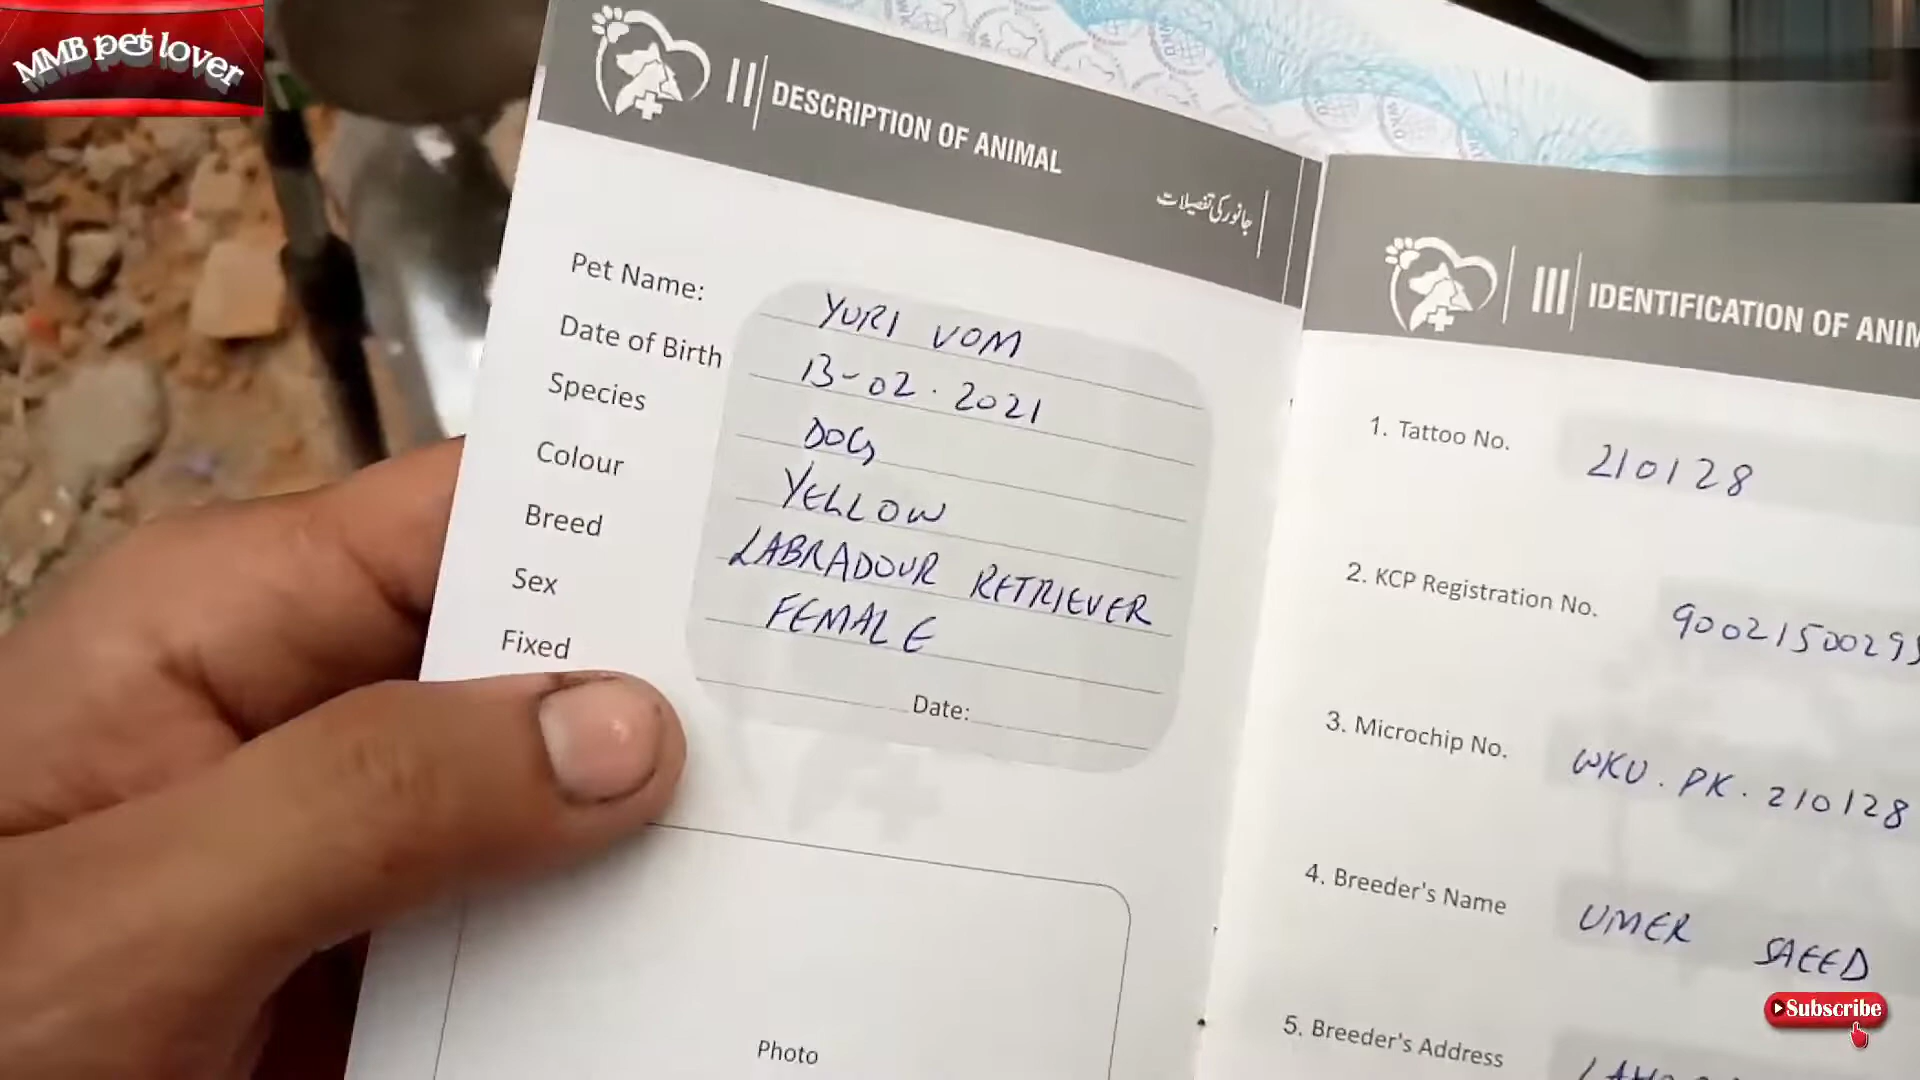 MMB pet lover
II DESCRIPTION OF ANIMAL
جانور کی تفصیلات
Pet Name: YURI VOM
Date of Birth 13-02.2021
Species DOG
Colour YELLOW
Breed LABRADOUR RETRIEVER
Sex FEMALE
Fixed
Date:
Photo
III IDENTIFICATION OF ANIM
1. Tattoo No. 210128
2. KCP Registration No. 9002150029
3. Microchip No. WKU.PK.210128
4. Breeder's Name UMER SAEED
5. Breeder's Address
Subscribe